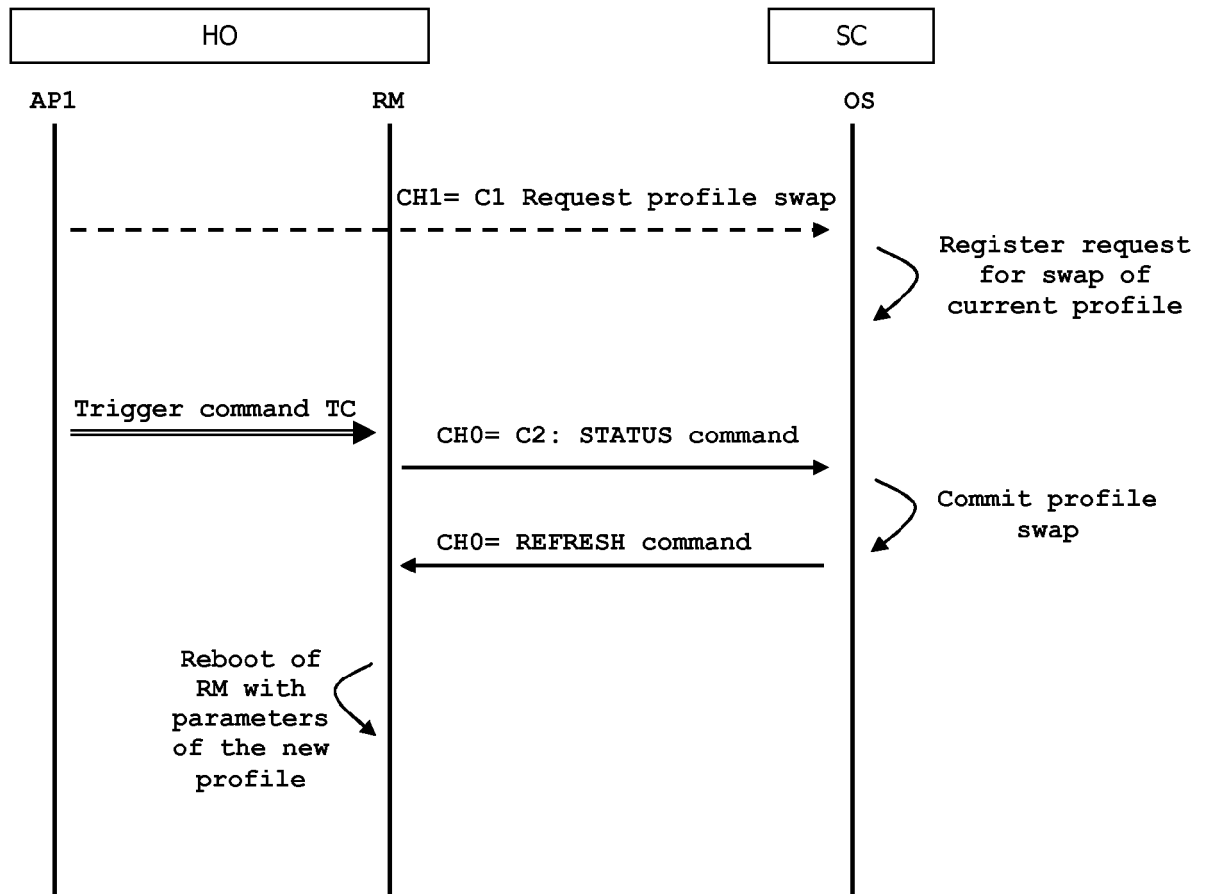 HO
SC
AP1
RM
OS
CH1= C1 Request profile swap
Register request
for swap of
current profile
Trigger command TC
CH0= C2: STATUS command
Commit profile
swap
CH0= REFRESH command
Reboot of
RM with
parameters
of the new
profile